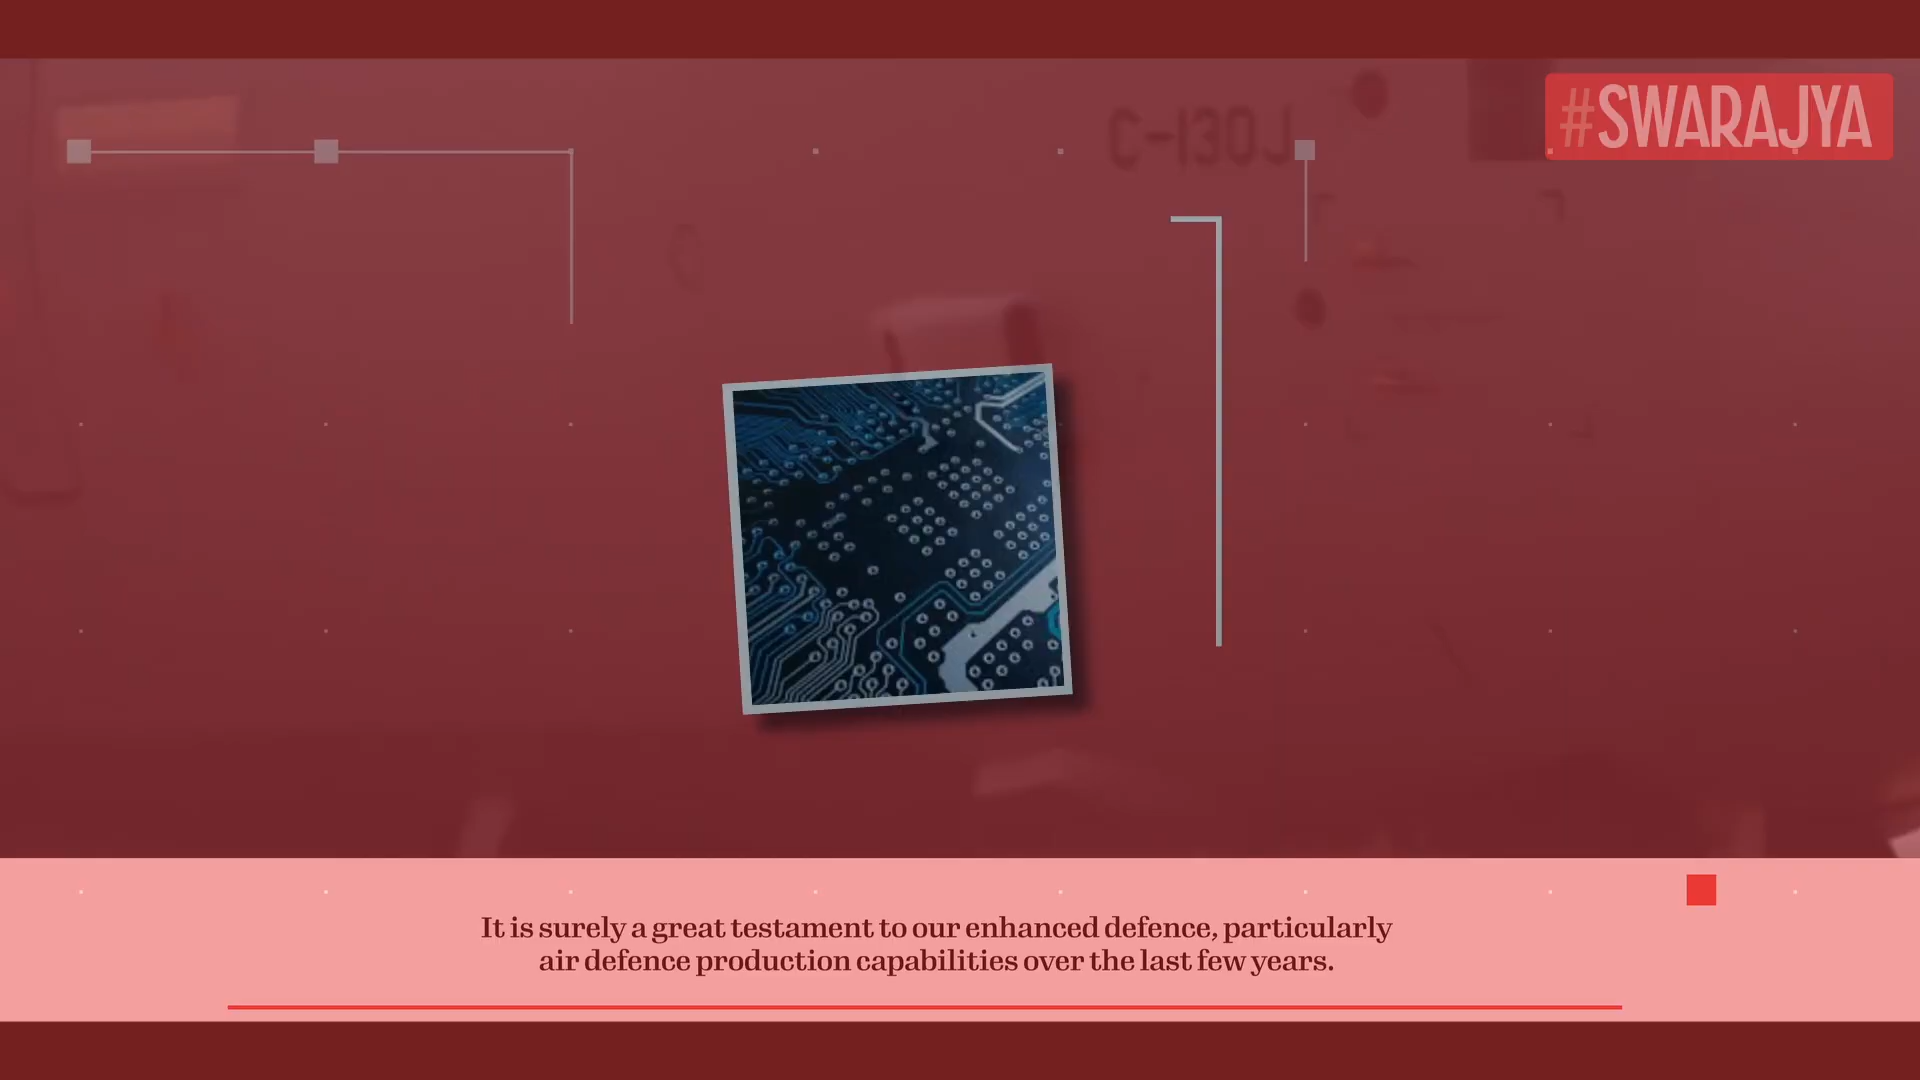 C-130J
#SWARAJYA
It is surely a great testament to our enhanced defence, particularly
air defence production capabilities over the last few years.